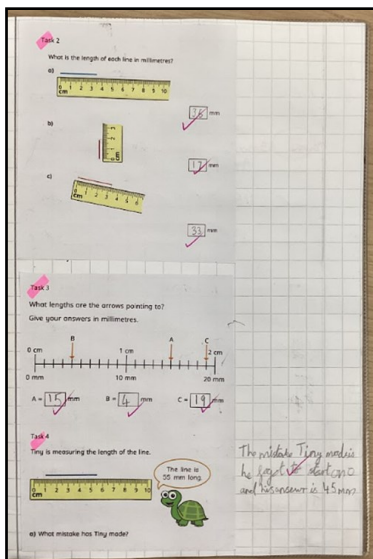 Task 2
What is the length of each line in millimetres?
a)
0 1 2 3 4 5 6 7 8 9 10
cm
mm
b)
0 1 2 3
cm
17 mm
c)
0 1 2 3 4 5 6
cm
33 mm
Task 3
What lengths are the arrows pointing to?
Give your answers in millimetres.
B A C
0 cm 1 cm 2 cm
0 mm 10 mm 20 mm
A = 15 mm B = 4 mm C = 19 mm
Task 4
Tiny is measuring the length of the line.
The line is
55 mm long.
1 2 3 4 5 6 7 8 9 10
a) What mistake has Tiny made?
The mistake Tiny made is
he forgot to start on 0
and his answer is 45mm